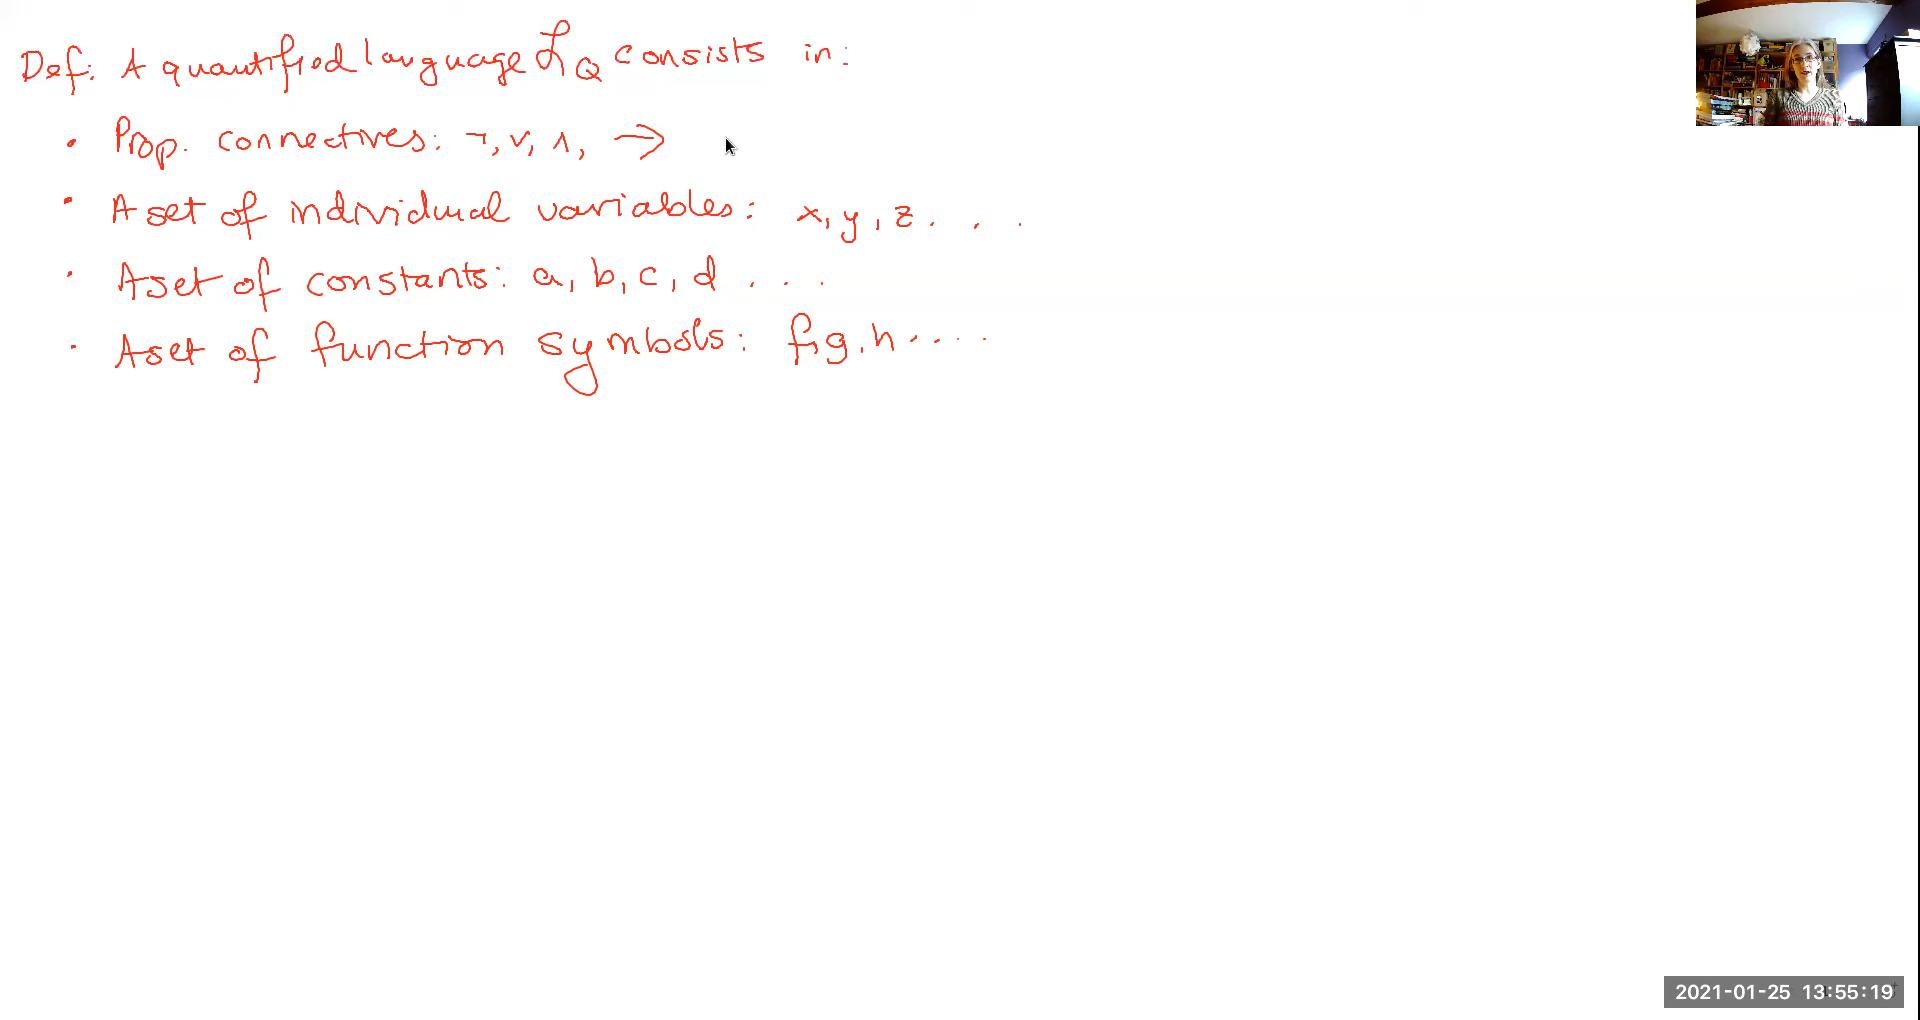 Def: A quantified language ℒQ consists in:
• Prop. connectives: ¬, ∨, ∧, →
• A set of individual variables: x, y, z . . .
• A set of constants: a, b, c, d . . .
• A set of function symbols: f, g, h . . . .
2021-01-25 13:55:19